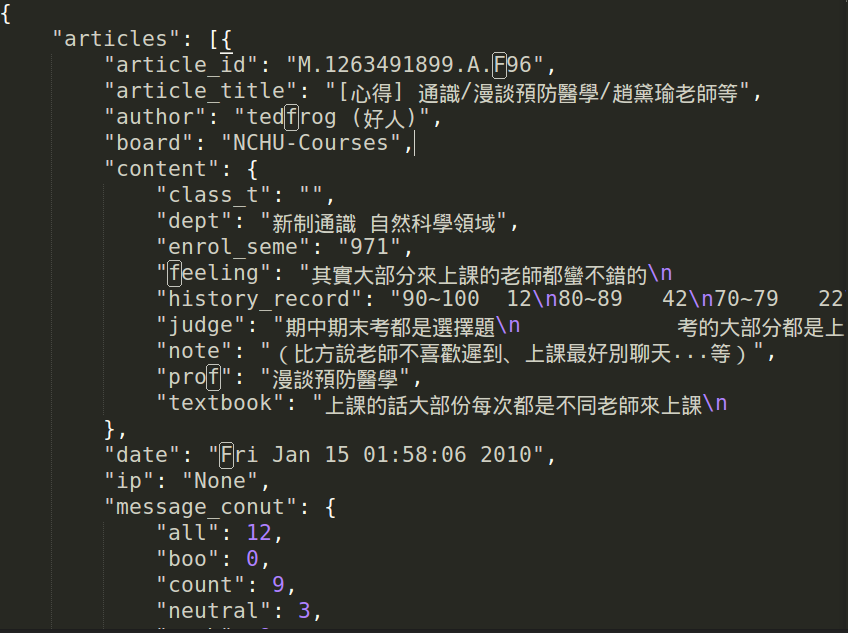 {
    "articles": [{
        "article_id": "M.1263491899.A.F96",
        "article_title": "[心得] 通識/漫談預防醫學/趙黛瑜老師等",
        "author": "tedfrog (好人)",
        "board": "NCHU-Courses",
        "content": {
            "class_t": "",
            "dept": "新制通識 自然科學領域",
            "enrol_seme": "971",
            "feeling": "其實大部分來上課的老師都蠻不錯的\n
            "history_record": "90~100  12\n80~89   42\n70~79   22
            "judge": "期中期末考都是選擇題\n            考的大部分都是上
            "note": "（比方說老師不喜歡遲到、上課最好別聊天...等）",
            "prof": "漫談預防醫學",
            "textbook": "上課的話大部份每次都是不同老師來上課\n
        },
        "date": "Fri Jan 15 01:58:06 2010",
        "ip": "None",
        "message_conut": {
            "all": 12,
            "boo": 0,
            "count": 9,
            "neutral": 3,